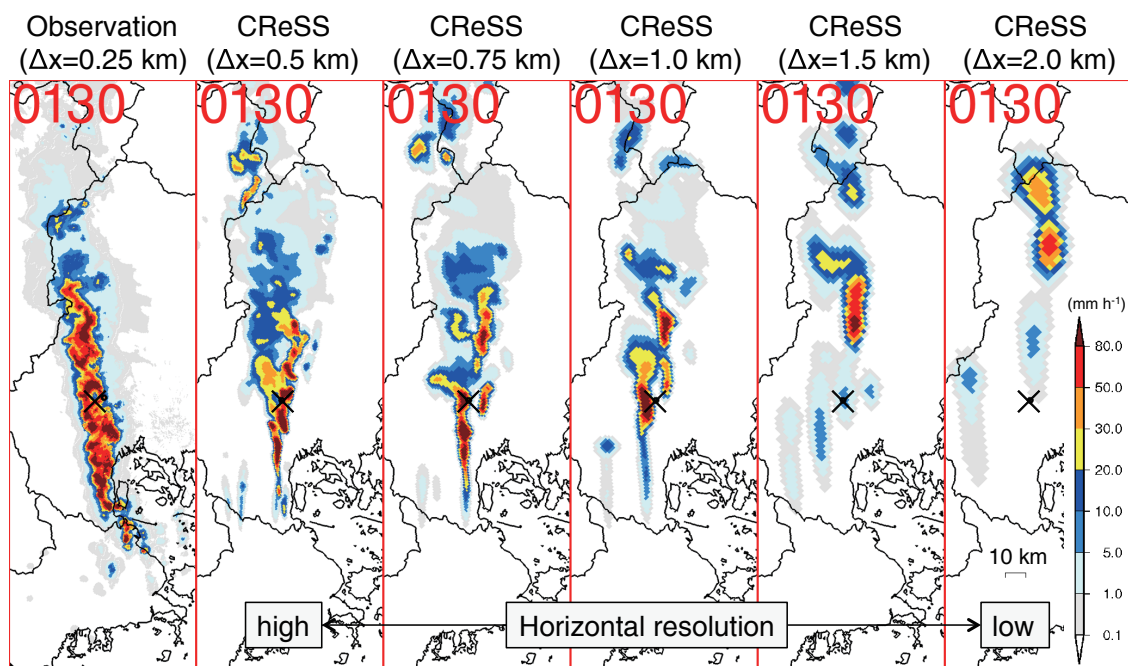 Observation
(Δx=0.25 km)
CReSS
(Δx=0.5 km)
CReSS
(Δx=0.75 km)
CReSS
(Δx=1.0 km)
CReSS
(Δx=1.5 km)
CReSS
(Δx=2.0 km)
0130
0130
0130
0130
0130
0130
(mm h⁻¹)
80.0
50.0
30.0
20.0
10.0
5.0
1.0
0.1
10 km
high
Horizontal resolution
low